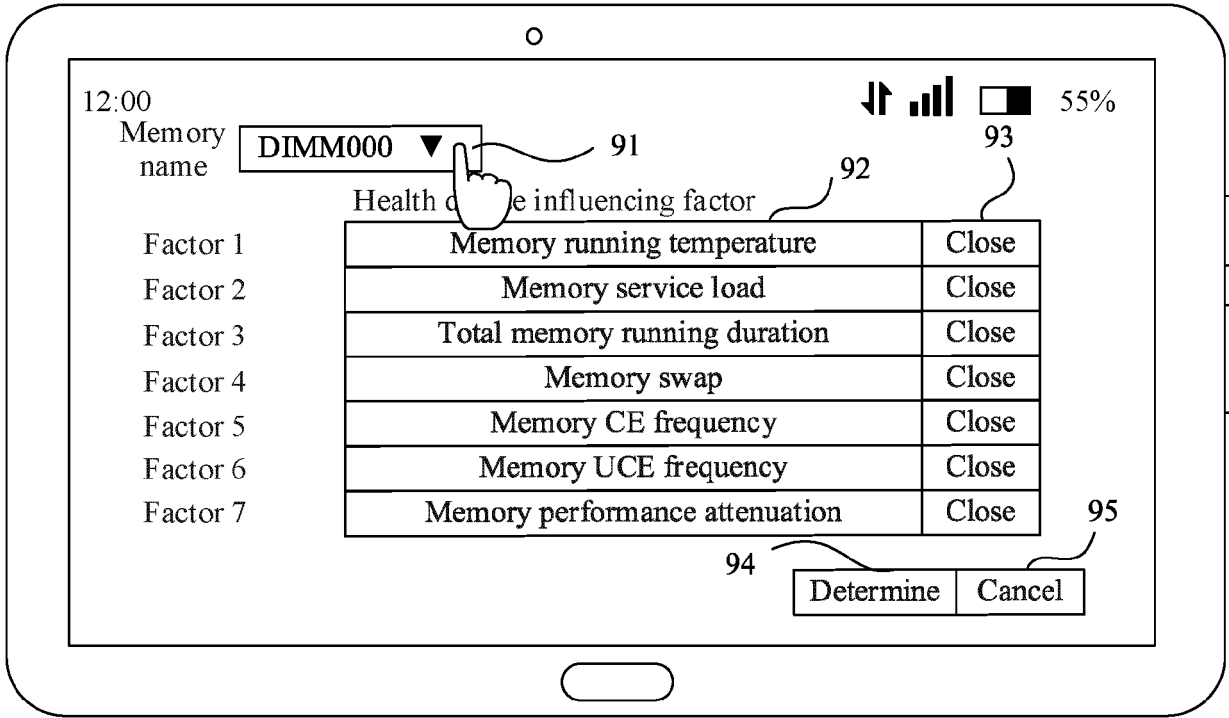 12:00 55%
Memory name DIMM000 ▼ 91
93
92
Health influencing factor
Factor 1 Memory running temperature Close
Factor 2 Memory service load Close
Factor 3 Total memory running duration Close
Factor 4 Memory swap Close
Factor 5 Memory CE frequency Close
Factor 6 Memory UCE frequency Close
Factor 7 Memory performance attenuation Close
94 95
Determine Cancel